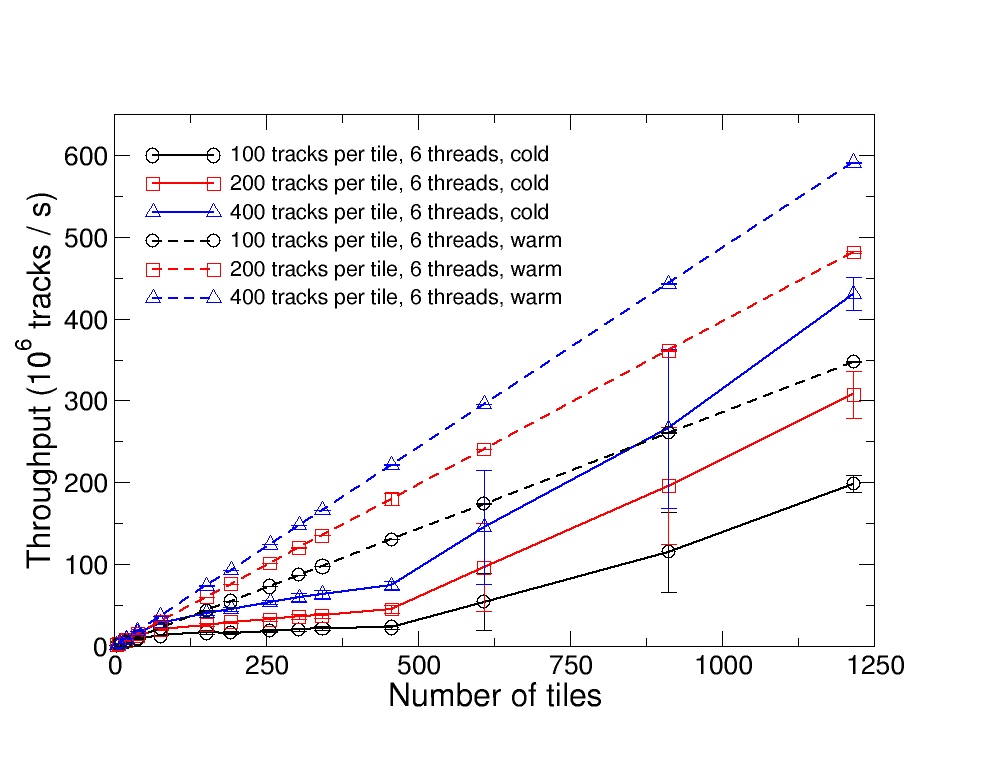 600
500
400
300
200
100
0
100 tracks per tile, 6 threads, cold
200 tracks per tile, 6 threads, cold
400 tracks per tile, 6 threads, cold
100 tracks per tile, 6 threads, warm
200 tracks per tile, 6 threads, warm
400 tracks per tile, 6 threads, warm
Throughput (10⁶ tracks / s)
0 250 500 750 1000 1250
Number of tiles